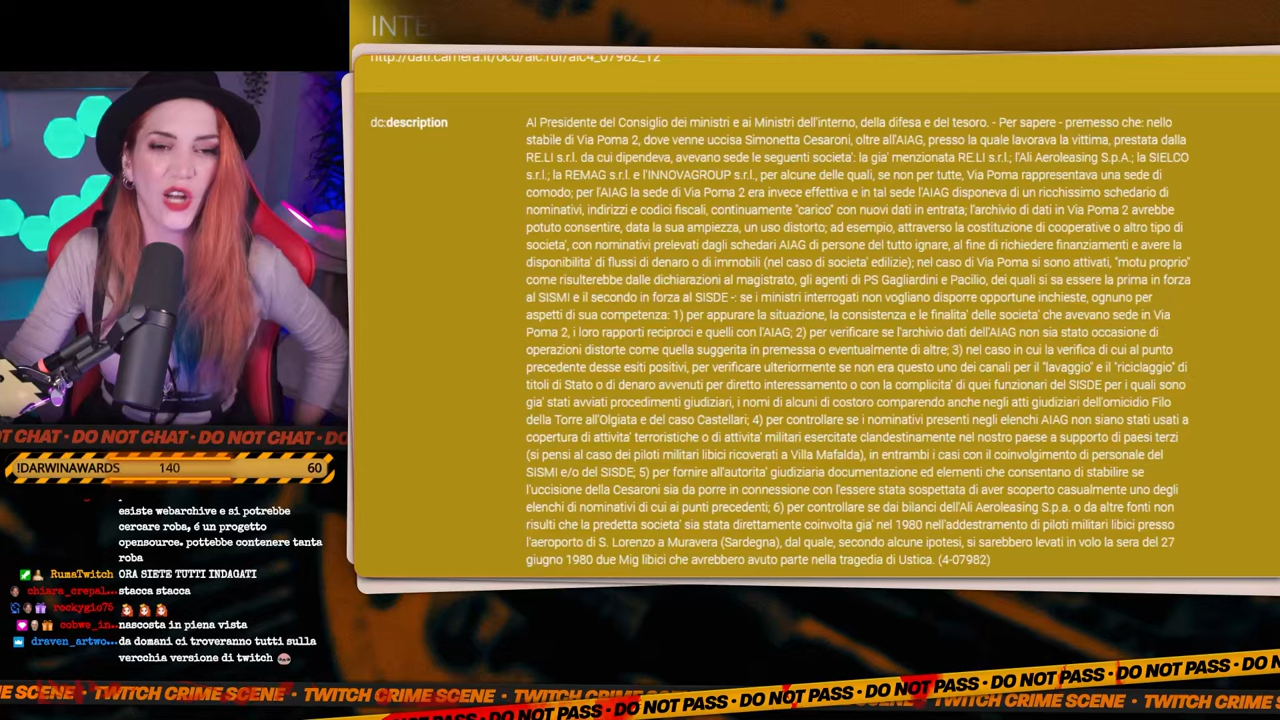 INTE
http://dati.camera.it/ocd/aic.rdf/aic4_07982_12
dc:description
Al Presidente del Consiglio dei ministri e ai Ministri dell'interno, della difesa e del tesoro. - Per sapere - premesso che: nello
stabile di Via Poma 2, dove venne uccisa Simonetta Cesaroni, oltre all'AIAG, presso la quale lavorava la vittima, prestata dalla
RE.LI s.r.l. da cui dipendeva, avevano sede le seguenti societa': la gia' menzionata RE.LI s.r.l.; l'Ali Aeroleasing S.p.A.; la SIELCO
s.r.l.; la REMAG s.r.l. e l'INNOVAGROUP s.r.l., per alcune delle quali, se non per tutte, Via Poma rappresentava una sede di
comodo; per l'AIAG la sede di Via Poma 2 era invece effettiva e in tal sede l'AIAG disponeva di un ricchissimo schedario di
nominativi, indirizzi e codici fiscali, continuamente "carico" con nuovi dati in entrata; l'archivio di dati in Via Poma 2 avrebbe
potuto consentire, data la sua ampiezza, un uso distorto; ad esempio, attraverso la costituzione di cooperative o altro tipo di
societa', con nominativi prelevati dagli schedari AIAG di persone del tutto ignare, al fine di richiedere finanziamenti e avere la
disponibilita' di flussi di denaro o di immobili (nel caso di societa' edilizie); nel caso di Via Poma si sono attivati, "motu proprio"
come risulterebbe dalle dichiarazioni al magistrato, gli agenti di PS Gagliardini e Pacilio, dei quali si sa essere la prima in forza
al SISMI e il secondo in forza al SISDE -: se i ministri interrogati non vogliano disporre opportune inchieste, ognuno per
aspetti di sua competenza: 1) per appurare la situazione, la consistenza e le finalita' delle societa' che avevano sede in Via
Poma 2, i loro rapporti reciproci e quelli con l'AIAG; 2) per verificare se l'archivio dati dell'AIAG non sia stato occasione di
operazioni distorte come quella suggerita in premessa o eventualmente di altre; 3) nel caso in cui la verifica di cui al punto
precedente desse esiti positivi, per verificare ulteriormente se non era questo uno dei canali per il "lavaggio" e il "riciclaggio" di
titoli di Stato o di denaro avvenuti per diretto interessamento o con la complicita' di quei funzionari del SISDE per i quali sono
gia' stati avviati procedimenti giudiziari, i nomi di alcuni di costoro comparendo anche negli atti giudiziari dell'omicidio Filo
della Torre all'Olgiata e del caso Castellari; 4) per controllare se i nominativi presenti negli elenchi AIAG non siano stati usati a
copertura di attivita' terroristiche o di attivita' militari esercitate clandestinamente nel nostro paese a supporto di paesi terzi
(si pensi al caso dei piloti militari libici ricoverati a Villa Mafalda), in entrambi i casi con il coinvolgimento di personale del
SISMI e/o del SISDE; 5) per fornire all'autorita' giudiziaria documentazione ed elementi che consentano di stabilire se
l'uccisione della Cesaroni sia da porre in connessione con l'essere stata sospettata di aver scoperto casualmente uno degli
elenchi di nominativi di cui ai punti precedenti; 6) per controllare se dai bilanci dell'Ali Aeroleasing S.p.a. o da altre fonti non
risulti che la predetta societa' sia stata direttamente coinvolta gia' nel 1980 nell'addestramento di piloti militari libici presso
l'aeroporto di S. Lorenzo a Muravera (Sardegna), dal quale, secondo alcune ipotesi, si sarebbero levati in volo la sera del 27
giugno 1980 due Mig libici che avrebbero avuto parte nella tragedia di Ustica. (4-07982)
OT CHAT · DO NOT CHAT · DO NOT CHAT · DO NOT CHAT · DO
!DARWINAWARDS 140 60
esiste webarchive e si potrebbe
cercare roba, é un progetto
opensource. pottebbe contenere tanta
roba
RumaTwitch ORA SIETE TUTTI INDAGATI
chiara_crepal... stacca stacca
rockygio75
cobwe_in... nascosta in piena vista
draven_artwo... da domani ci troveranno tutti sulla
vercchia versione di twitch
E SCENE · TWITCH CRIME SCENE · TWITCH CRIME SCENE · TWITCH CRIME SCENE · TWITCH CRIME SCENE · TWITCH
DO NOT PASS · DO NOT PASS · DO NOT PASS · DO NOT PASS · DO NOT PASS · DO NOT PASS · DO N